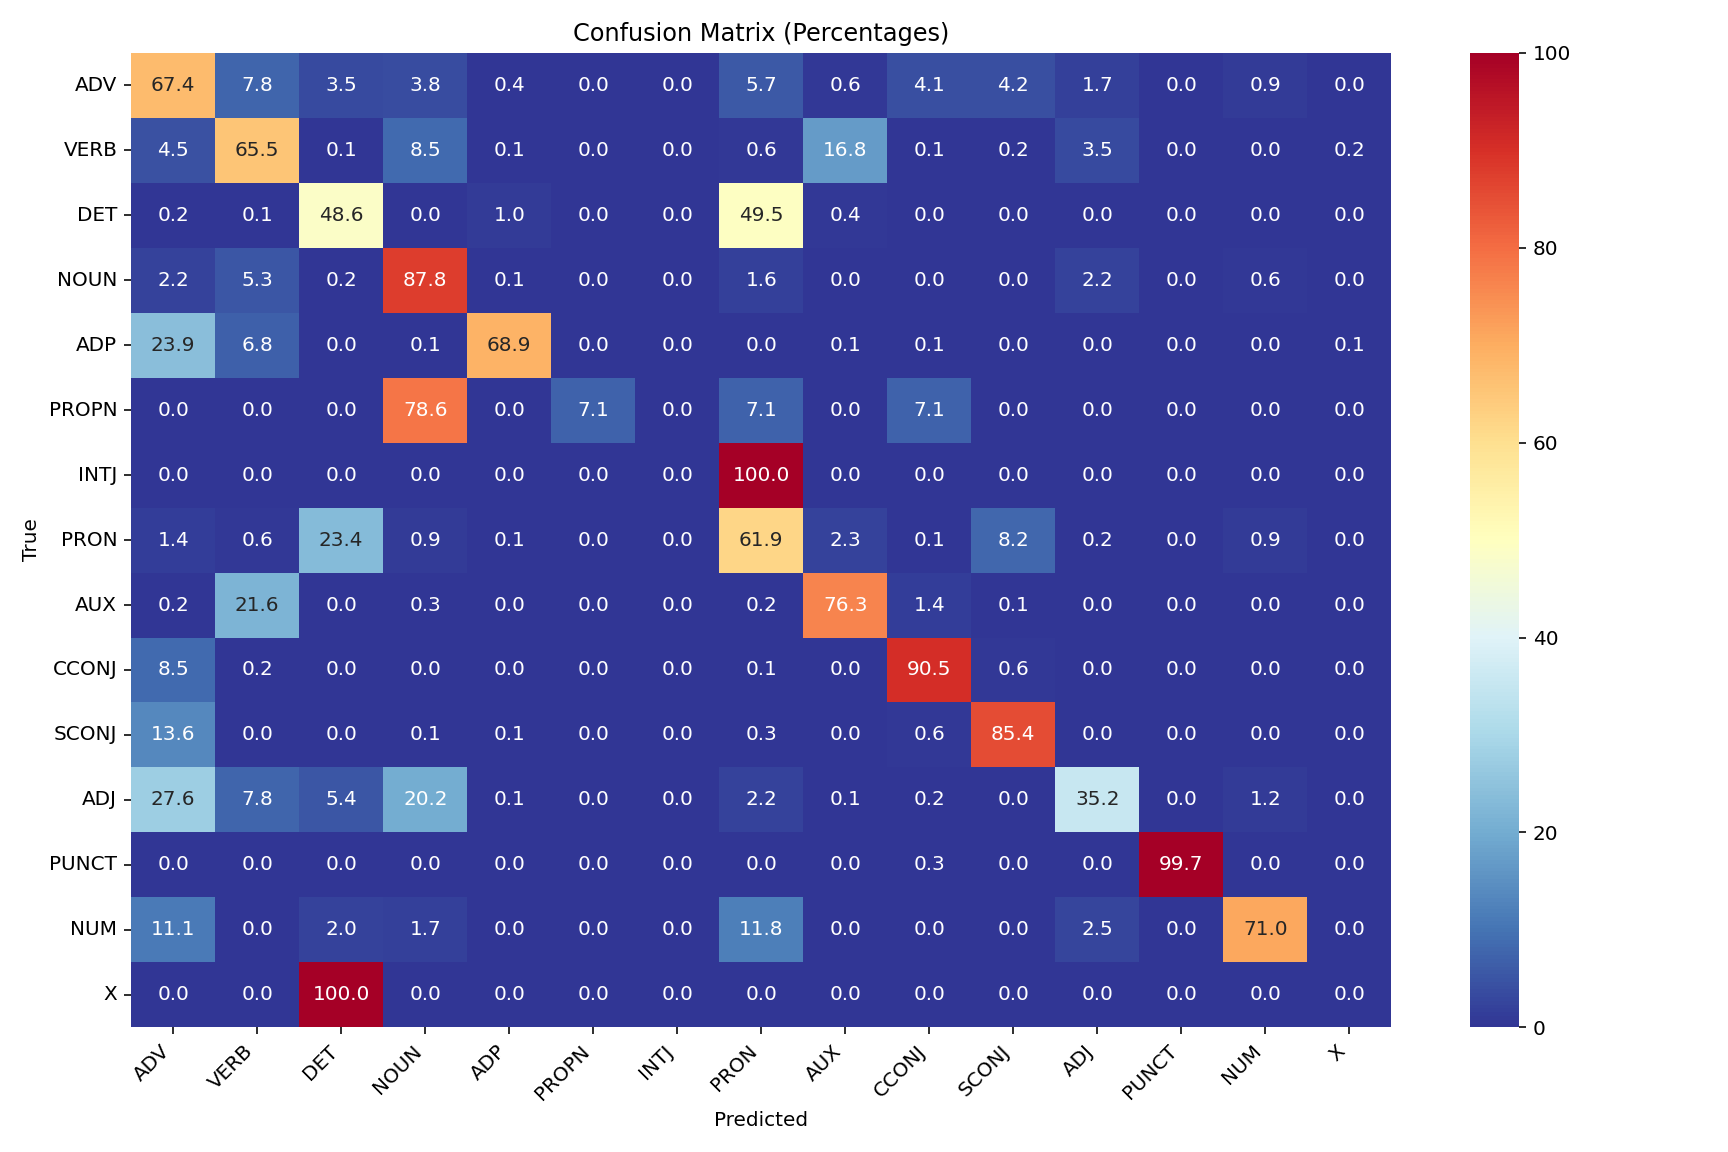 Confusion Matrix (Percentages)
ADV 67.4 7.8 3.5 3.8 0.4 0.0 0.0 5.7 0.6 4.1 4.2 1.7 0.0 0.9 0.0
VERB 4.5 65.5 0.1 8.5 0.1 0.0 0.0 0.6 16.8 0.1 0.2 3.5 0.0 0.0 0.2
DET 0.2 0.1 48.6 0.0 1.0 0.0 0.0 49.5 0.4 0.0 0.0 0.0 0.0 0.0 0.0
NOUN 2.2 5.3 0.2 87.8 0.1 0.0 0.0 1.6 0.0 0.0 0.0 2.2 0.0 0.6 0.0
ADP 23.9 6.8 0.0 0.1 68.9 0.0 0.0 0.0 0.1 0.1 0.0 0.0 0.0 0.0 0.1
PROPN 0.0 0.0 0.0 78.6 0.0 7.1 0.0 7.1 0.0 7.1 0.0 0.0 0.0 0.0 0.0
INTJ 0.0 0.0 0.0 0.0 0.0 0.0 0.0 100.0 0.0 0.0 0.0 0.0 0.0 0.0 0.0
PRON 1.4 0.6 23.4 0.9 0.1 0.0 0.0 61.9 2.3 0.1 8.2 0.2 0.0 0.9 0.0
AUX 0.2 21.6 0.0 0.3 0.0 0.0 0.0 0.2 76.3 1.4 0.1 0.0 0.0 0.0 0.0
CCONJ 8.5 0.2 0.0 0.0 0.0 0.0 0.0 0.1 0.0 90.5 0.6 0.0 0.0 0.0 0.0
SCONJ 13.6 0.0 0.0 0.1 0.1 0.0 0.0 0.3 0.0 0.6 85.4 0.0 0.0 0.0 0.0
ADJ 27.6 7.8 5.4 20.2 0.1 0.0 0.0 2.2 0.1 0.2 0.0 35.2 0.0 1.2 0.0
PUNCT 0.0 0.0 0.0 0.0 0.0 0.0 0.0 0.0 0.0 0.3 0.0 0.0 99.7 0.0 0.0
NUM 11.1 0.0 2.0 1.7 0.0 0.0 0.0 11.8 0.0 0.0 0.0 2.5 0.0 71.0 0.0
X 0.0 0.0 100.0 0.0 0.0 0.0 0.0 0.0 0.0 0.0 0.0 0.0 0.0 0.0 0.0
ADV VERB DET NOUN ADP PROPN INTJ PRON AUX CCONJ SCONJ ADJ PUNCT NUM X
Predicted
True
100
80
60
40
20
0